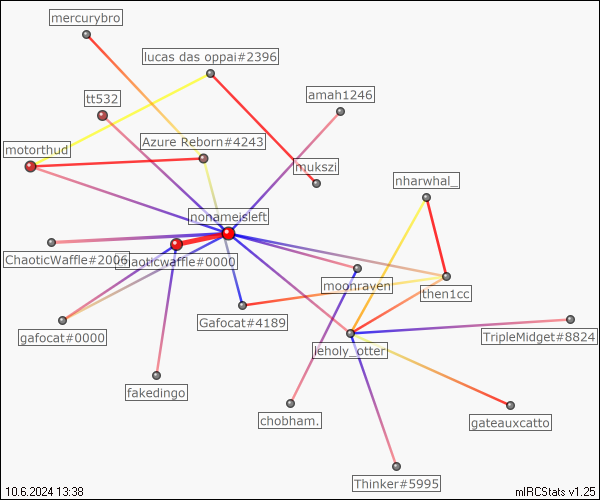 mercurybro
lucas das oppai#2396
tt532
amah1246
motorthud
Azure Reborn#4243
mukszi
nharwhal_
nonameisleft
ChaoticWaffle#2006
chaoticwaffle#0000
moonraven
then1cc
gafocat#0000
Gafocat#4189
leholy_otter
TripleMidget#8824
fakedingo
chobham.
gateauxcatto
Thinker#5995
10.6.2024 13:38
mIRCStats v1.25